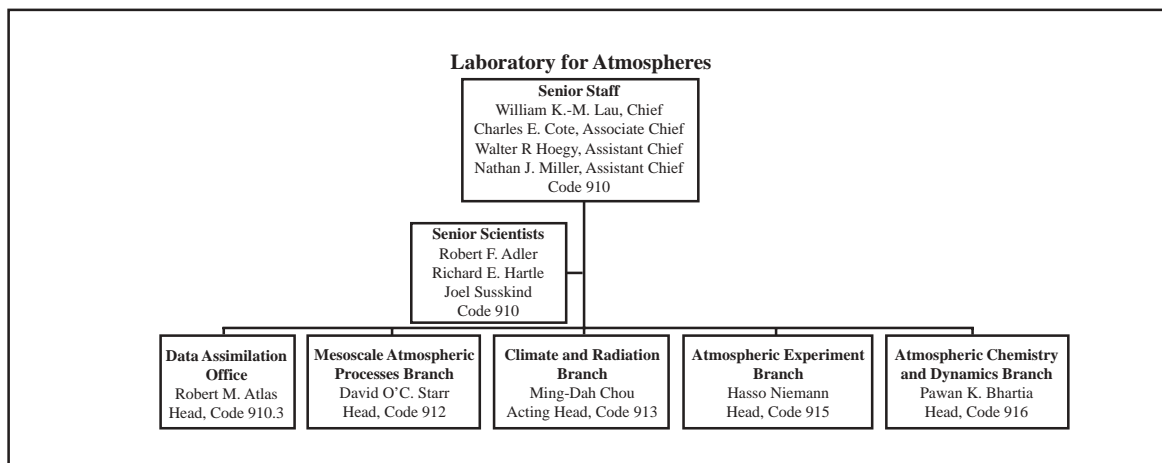 Laboratory for Atmospheres
Senior Staff
William K.-M. Lau, Chief
Charles E. Cote, Associate Chief
Walter R Hoegy, Assistant Chief
Nathan J. Miller, Assistant Chief
Code 910
Senior Scientists
Robert F. Adler
Richard E. Hartle
Joel Susskind
Code 910
Data Assimilation
Office
Robert M. Atlas
Head, Code 910.3
Mesoscale Atmospheric
Processes Branch
David O'C. Starr
Head, Code 912
Climate and Radiation
Branch
Ming-Dah Chou
Acting Head, Code 913
Atmospheric Experiment
Branch
Hasso Niemann
Head, Code 915
Atmospheric Chemistry
and Dynamics Branch
Pawan K. Bhartia
Head, Code 916